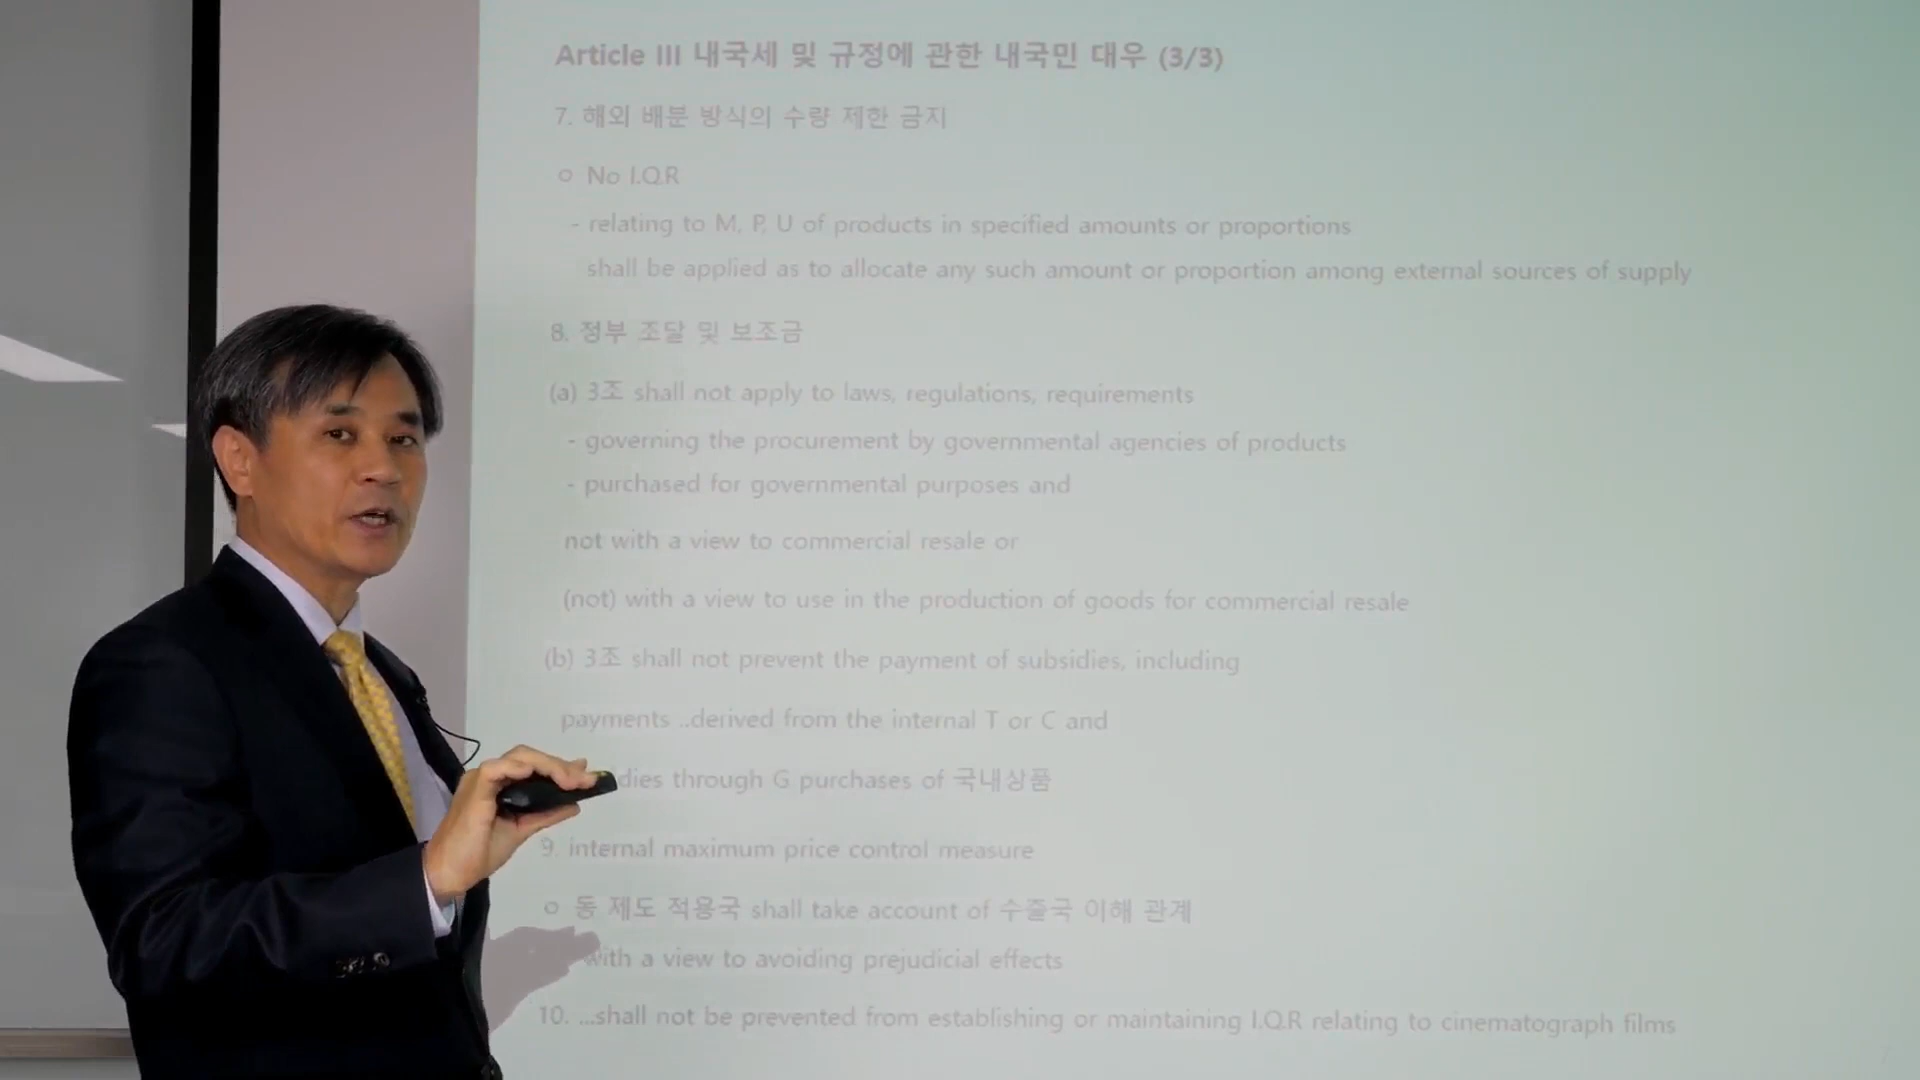 Article III 내국세 및 규정에 관한 내국민 대우 (3/3)
7. 해외 배분 방식의 수량 제한 금지
o No I.Q.R
- relating to M, P, U of products in specified amounts or proportions
shall be applied as to allocate any such amount or proportion among external sources of supply
8. 정부 조달 및 보조금
(a) 3조 shall not apply to laws, regulations, requirements
- governing the procurement by governmental agencies of products
- purchased for governmental purposes and
not with a view to commercial resale or
(not) with a view to use in the production of goods for commercial resale
(b) 3조 shall not prevent the payment of subsidies, including
payments ..derived from the internal T or C and
dies through G purchases of 국내상품
9. internal maximum price control measure
o 동 제도 적용국 shall take account of 수출국 이해 관계
with a view to avoiding prejudicial effects
10. ...shall not be prevented from establishing or maintaining I.Q.R relating to cinematograph films